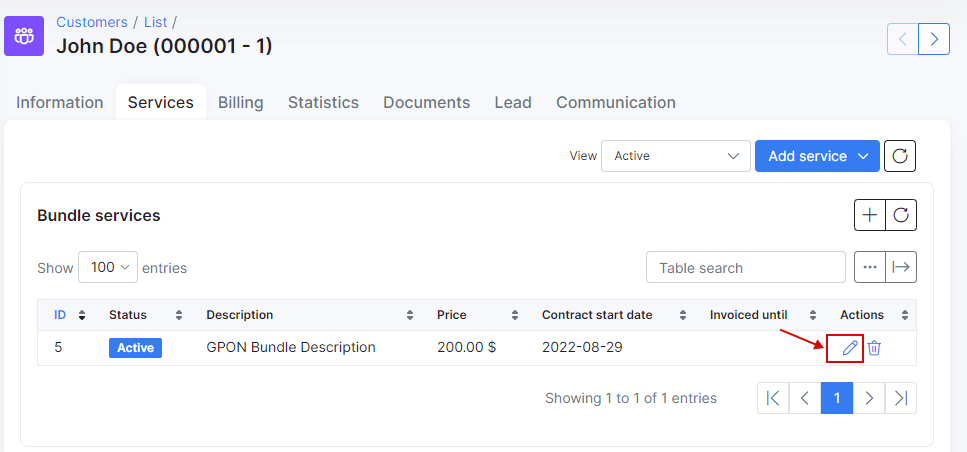 Customers / List /
John Doe (000001 - 1)
Information Services Billing Statistics Documents Lead Communication
View Active Add service
Bundle services
Show 100 entries Table search ...
ID Status Description Price Contract start date Invoiced until Actions
5 Active GPON Bundle Description 200.00 $ 2022-08-29
Showing 1 to 1 of 1 entries 1